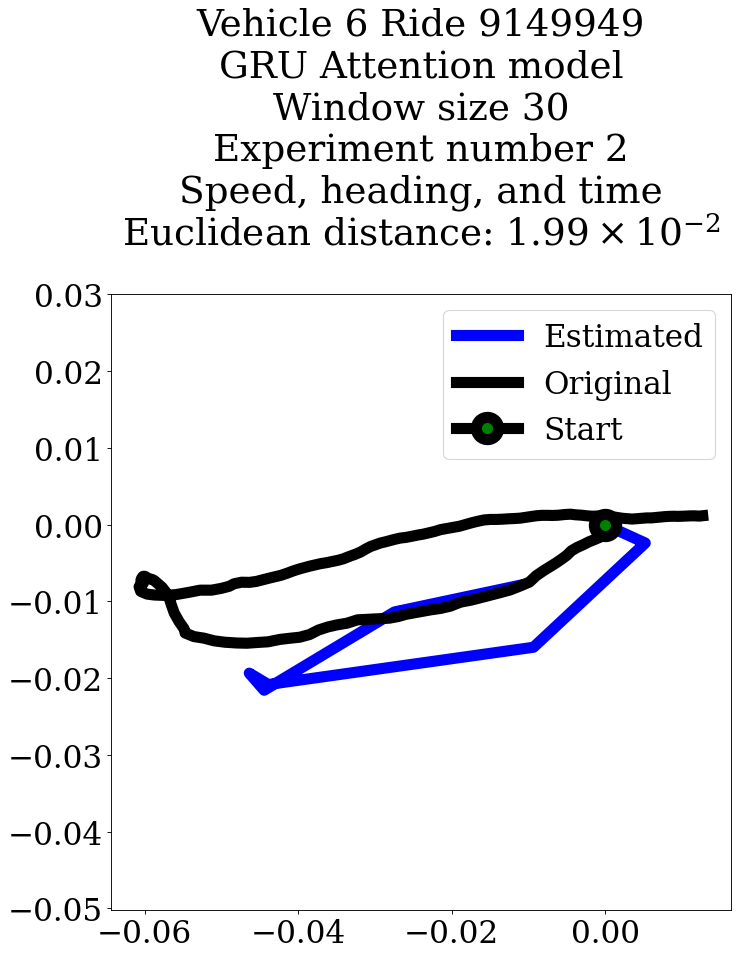 Vehicle 6 Ride 9149949
GRU Attention model
Window size 30
Experiment number 2
Speed, heading, and time
Euclidean distance: 1.99 × 10⁻²
Estimated
Original
Start
0.03
0.02
0.01
0.00
−0.01
−0.02
−0.03
−0.04
−0.05
−0.06 −0.04 −0.02 0.00